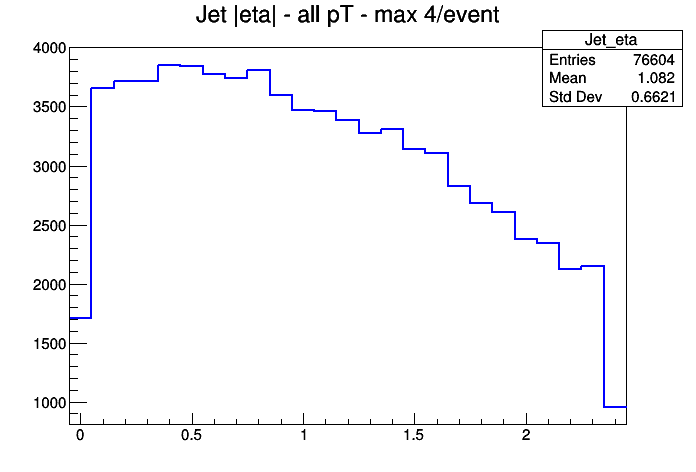 Jet |eta| - all pT - max 4/event
Jet_eta
Entries 76604
Mean 1.082
Std Dev 0.6621
4000
3500
3000
2500
2000
1500
1000
0 0.5 1 1.5 2